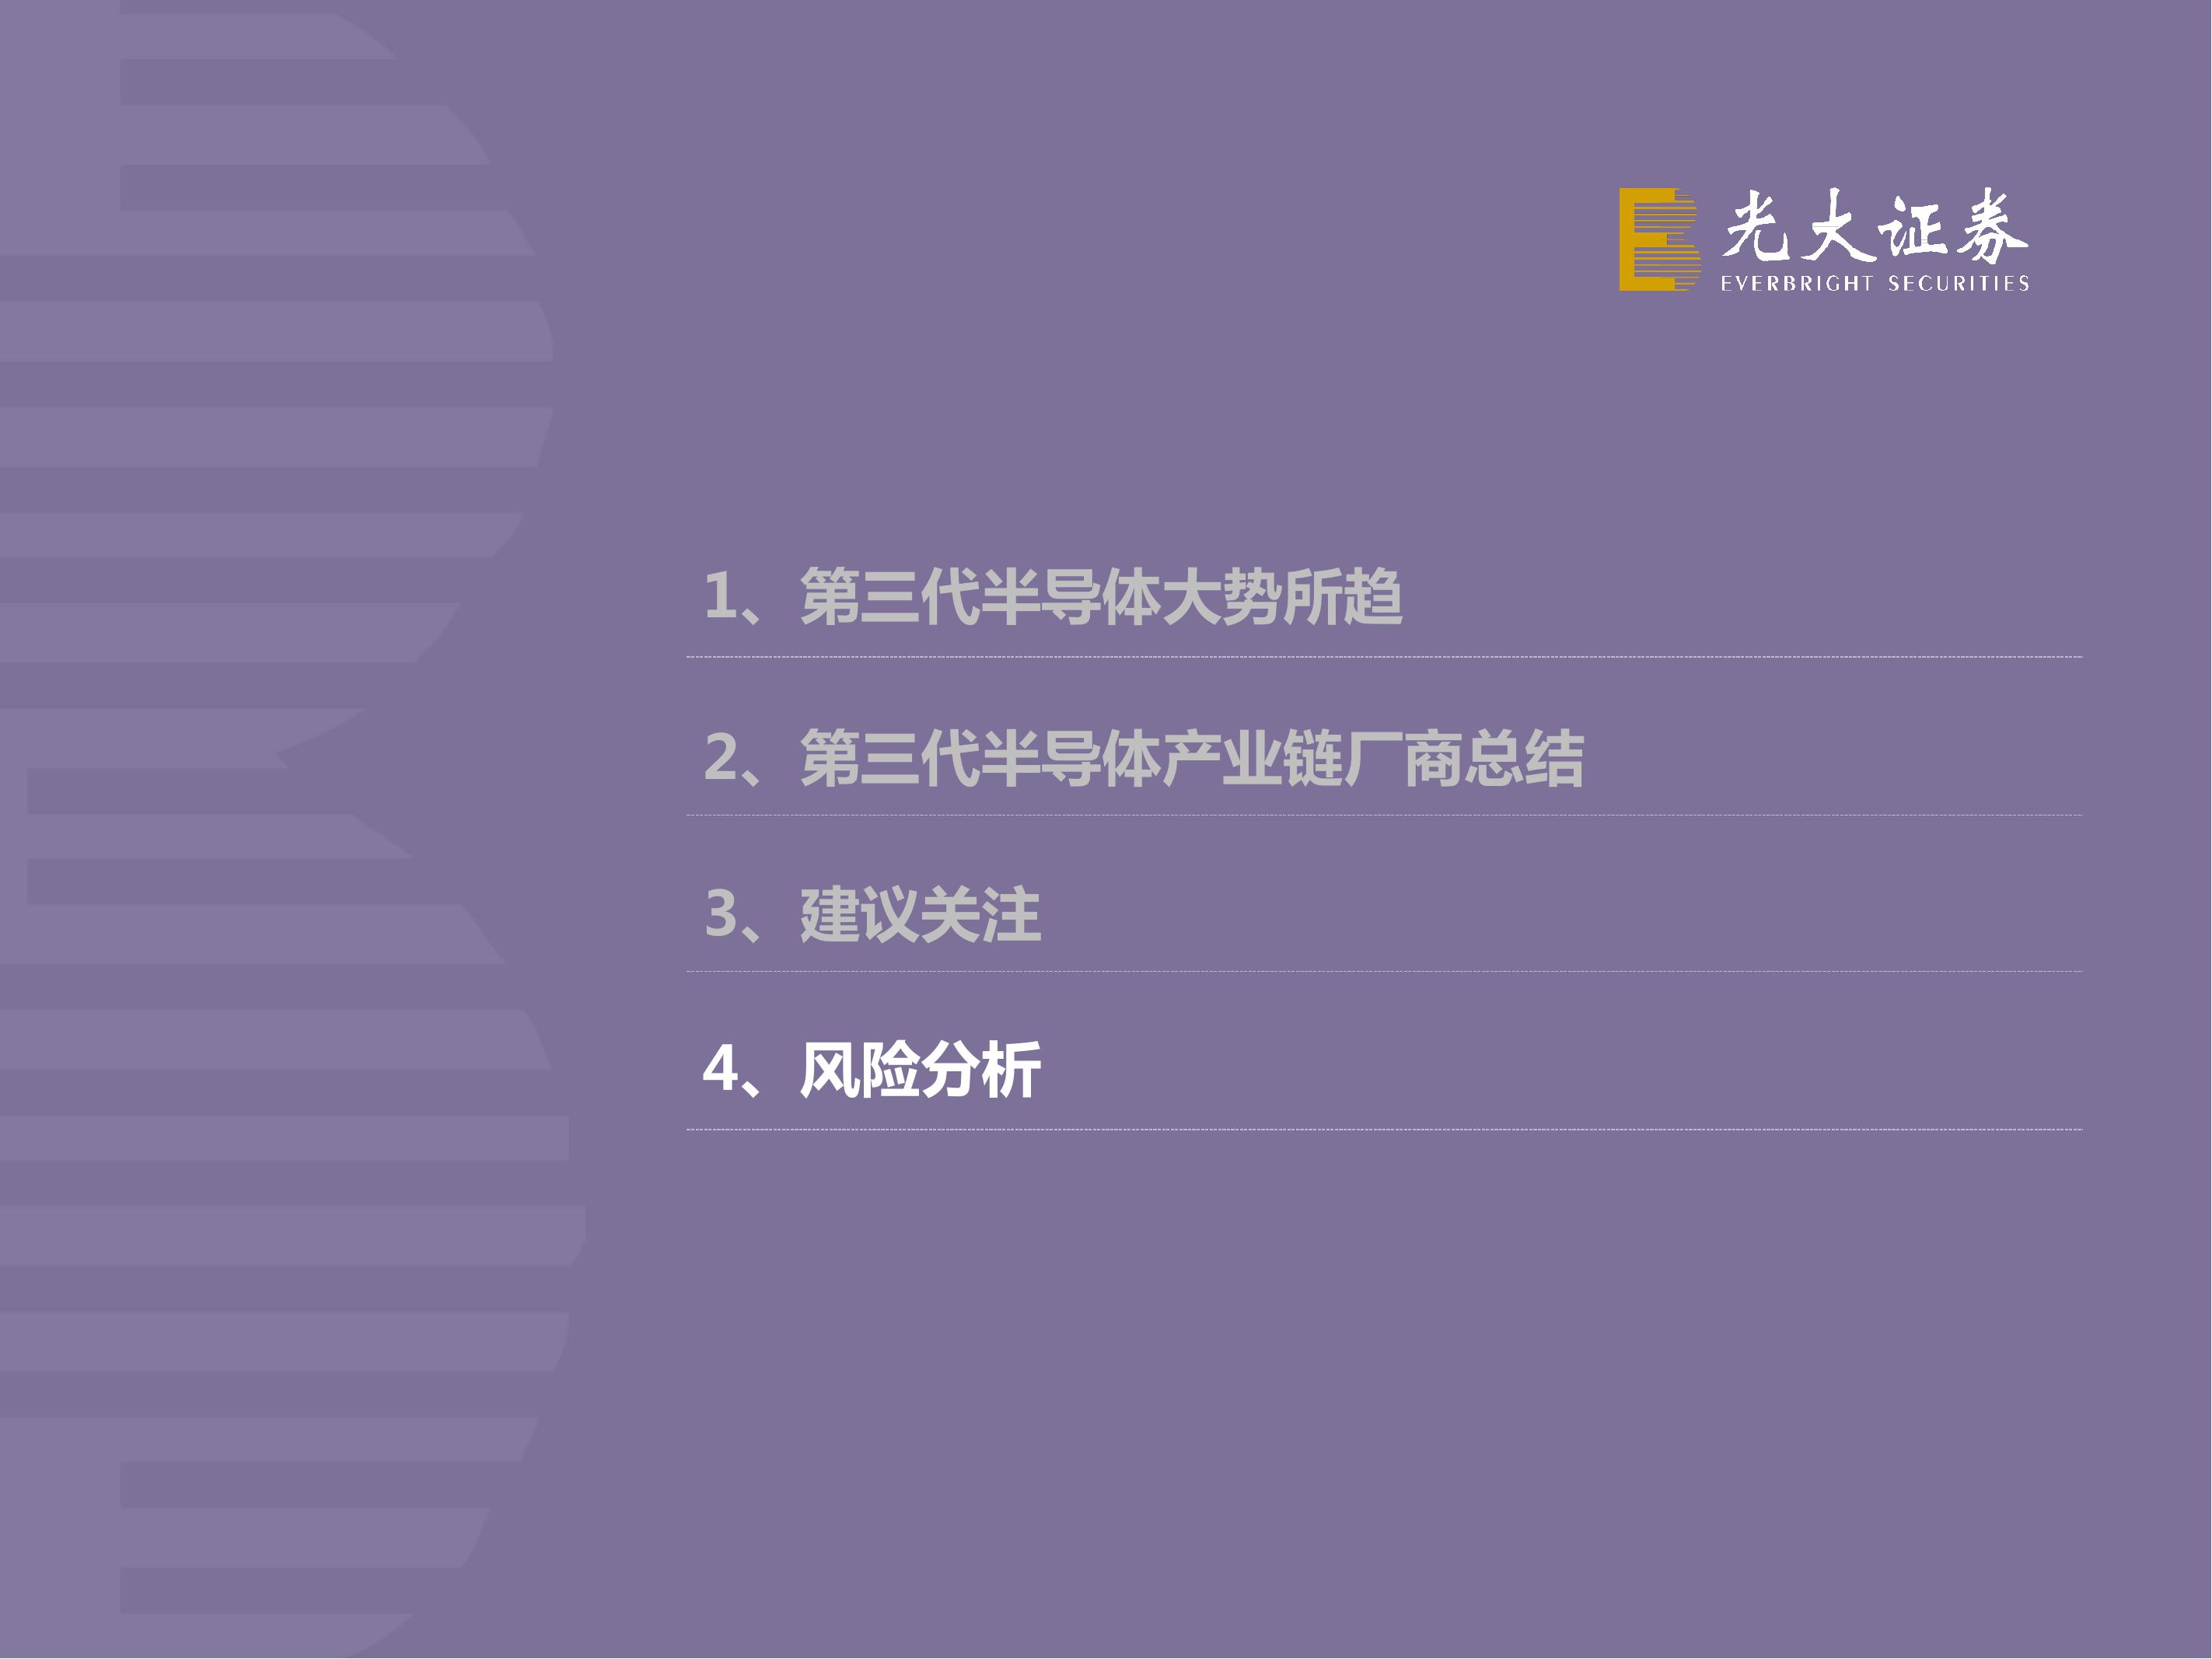 光大证券
EVERBRIGHT SECURITIES
1、 第三代半导体大势所趋
2、 第三代半导体产业链厂商总结
3、 建议关注
4、 风险分析